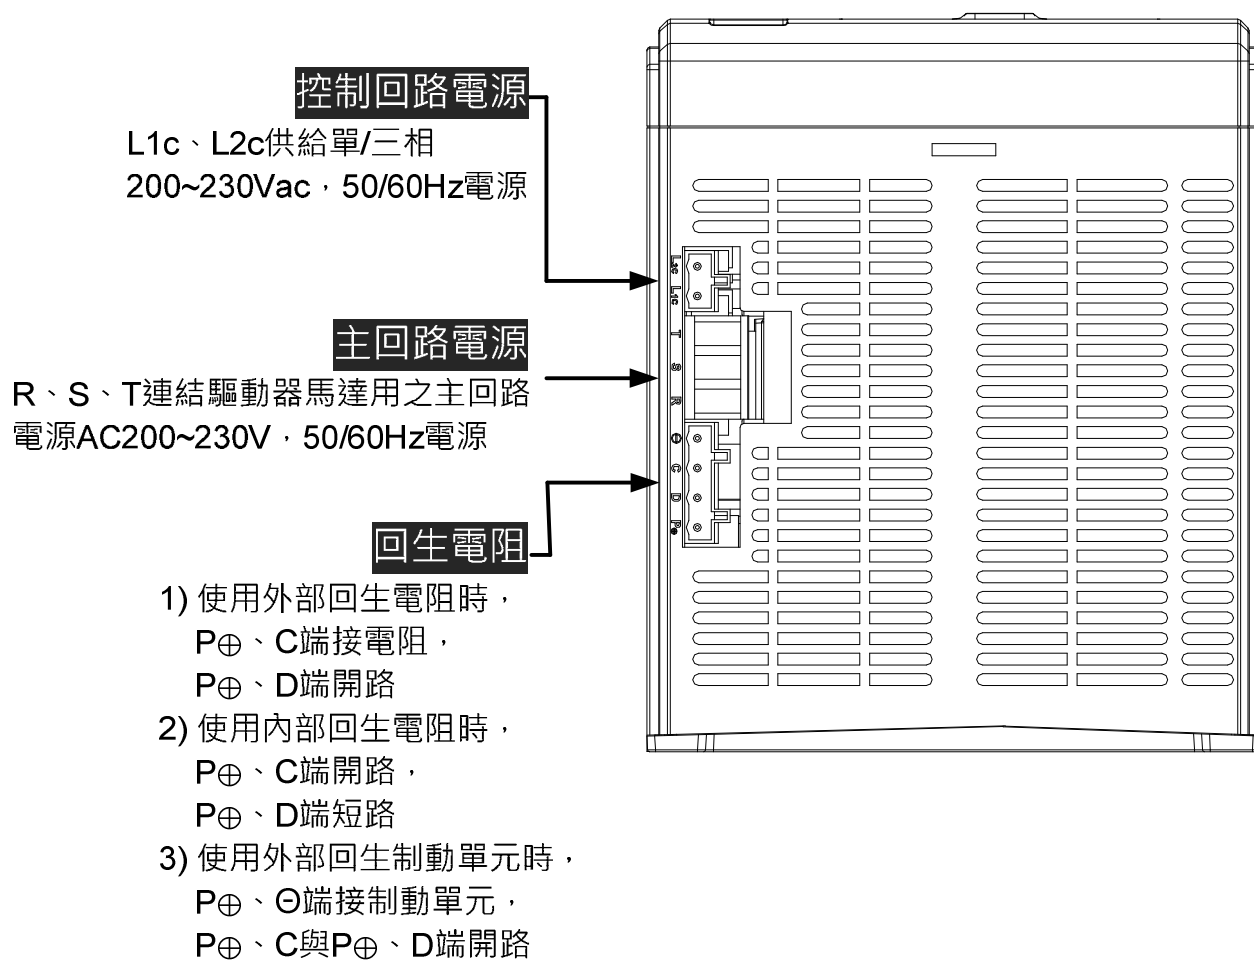 控制回路電源
L1c、L2c供給單/三相
200~230Vac，50/60Hz電源
主回路電源
R、S、T連結驅動器馬達用之主回路
電源AC200~230V，50/60Hz電源
回生電阻
1) 使用外部回生電阻時，
P⊕、C端接電阻，
P⊕、D端開路
2) 使用內部回生電阻時，
P⊕、C端開路，
P⊕、D端短路
3) 使用外部回生制動單元時，
P⊕、Θ端接制動單元，
P⊕、C與P⊕、D端開路
L2c
L1c
T
S
R
⊖
C
D
P⊕